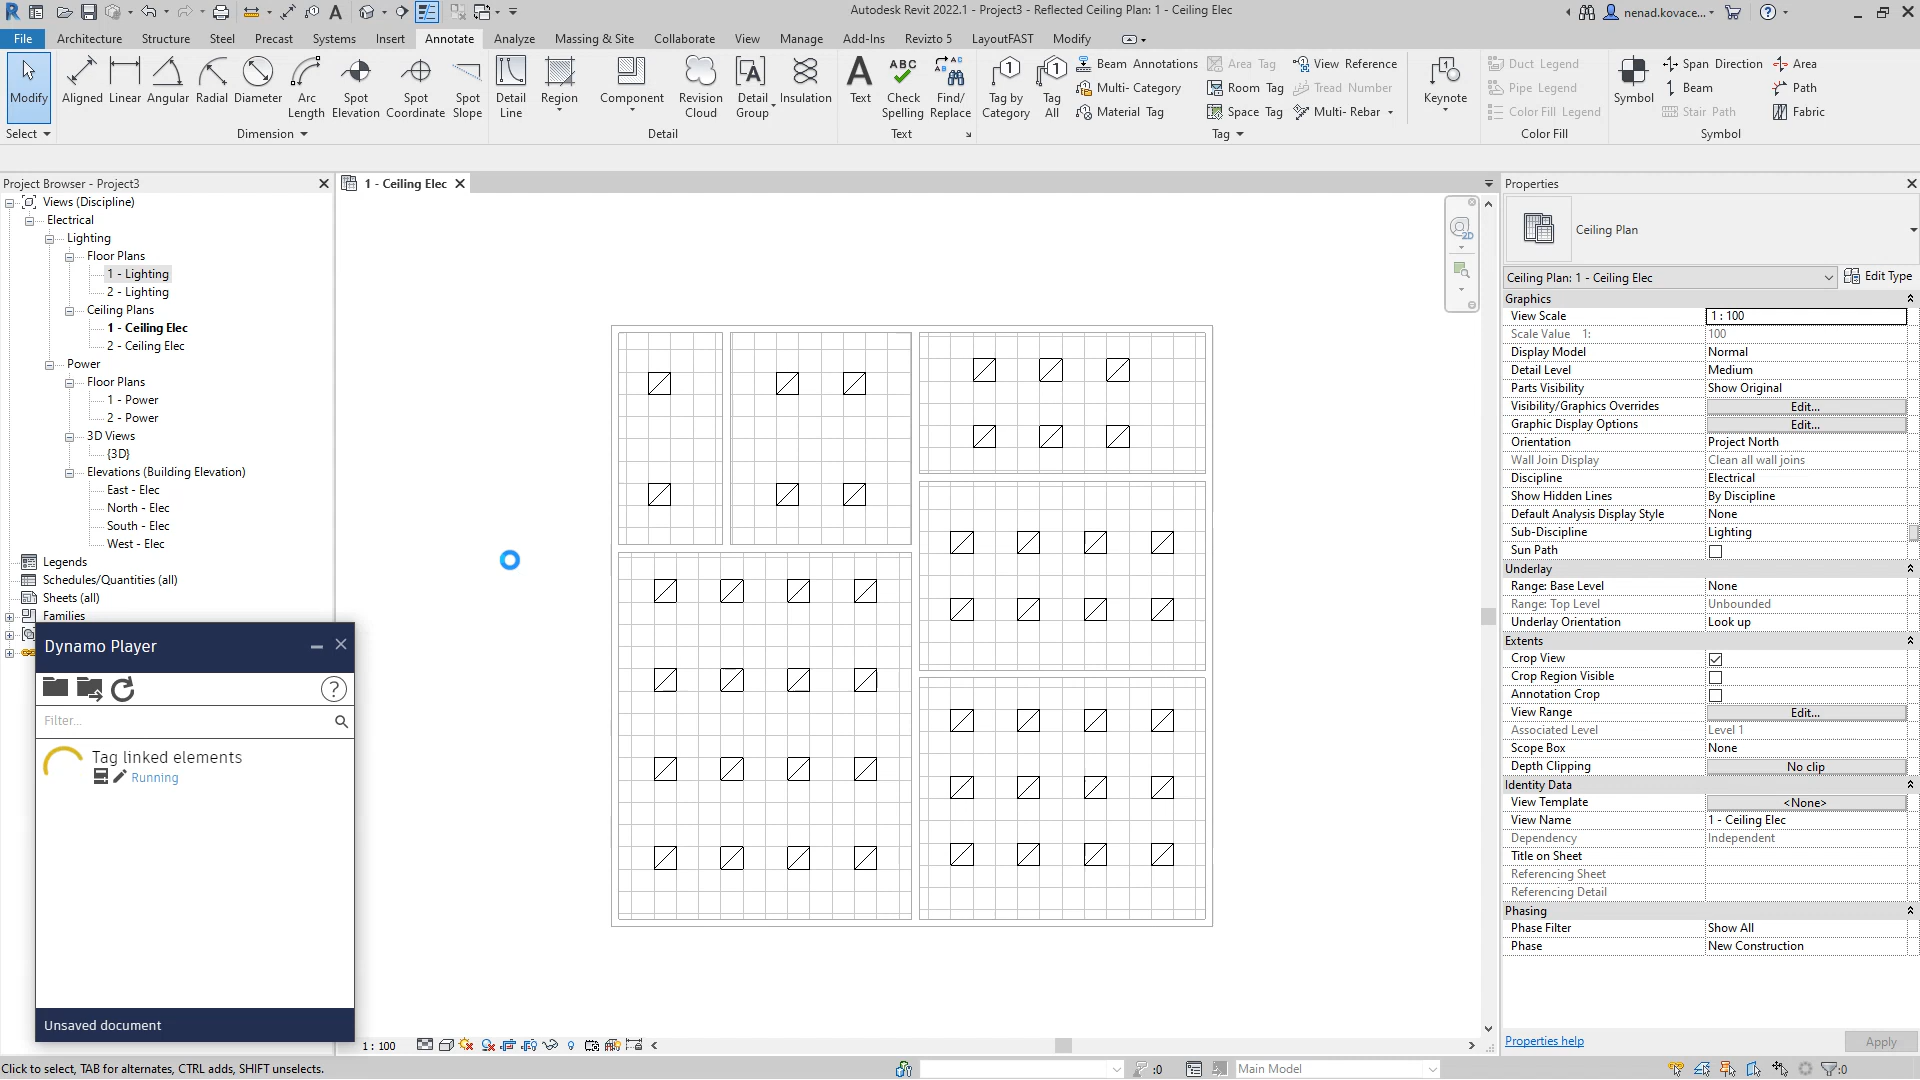 Autodesk Revit 2022.1 - Project3 - Reflected Ceiling Plan: 1 - Ceiling Elec
nenad.kovace...
File Architecture Structure Steel Precast Systems Insert Annotate Analyze Massing & Site Collaborate View Manage Add-Ins Revizto 5 LayoutFAST Modify
Modify
Aligned Linear Angular Radial Diameter Arc Length Spot Elevation Spot Coordinate Spot Slope
Detail Line Region Component Revision Cloud Detail Group Insulation
Text Check Spelling Find/ Replace
Tag by Category Tag All
Beam Annotations
Multi- Category
Material Tag
Area Tag
Room Tag
Space Tag
View Reference
Tread Number
Multi- Rebar
Keynote
Duct Legend
Pipe Legend
Color Fill Legend
Symbol
Span Direction
Beam
Stair Path
Area
Path
Fabric
Select Dimension Detail Text Tag Color Fill Symbol
Project Browser - Project3
Views (Discipline)
Electrical
Lighting
Floor Plans
1 - Lighting
2 - Lighting
Ceiling Plans
1 - Ceiling Elec
2 - Ceiling Elec
Power
Floor Plans
1 - Power
2 - Power
3D Views
{3D}
Elevations (Building Elevation)
East - Elec
North - Elec
South - Elec
West - Elec
Legends
Schedules/Quantities (all)
Sheets (all)
Families
Dynamo Player
Filter...
Tag linked elements
Running
Unsaved document
1 - Ceiling Elec
2D
1 : 100
Properties
Ceiling Plan
Ceiling Plan: 1 - Ceiling Elec Edit Type
Graphics
View Scale 1 : 100
Scale Value 1: 100
Display Model Normal
Detail Level Medium
Parts Visibility Show Original
Visibility/Graphics Overrides Edit...
Graphic Display Options Edit...
Orientation Project North
Wall Join Display Clean all wall joins
Discipline Electrical
Show Hidden Lines By Discipline
Default Analysis Display Style None
Sub-Discipline Lighting
Sun Path
Underlay
Range: Base Level None
Range: Top Level Unbounded
Underlay Orientation Look up
Extents
Crop View
Crop Region Visible
Annotation Crop
View Range Edit...
Associated Level Level 1
Scope Box None
Depth Clipping No clip
Identity Data
View Template <None>
View Name 1 - Ceiling Elec
Dependency Independent
Title on Sheet
Referencing Sheet
Referencing Detail
Phasing
Phase Filter Show All
Phase New Construction
Properties help Apply
Click to select, TAB for alternates, CTRL adds, SHIFT unselects.
:0
Main Model
:0